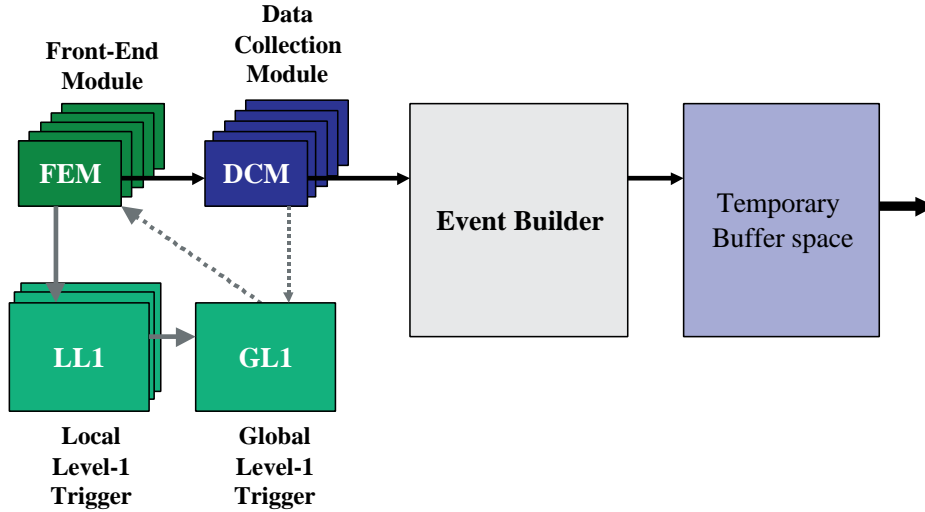 Front-End
Module
Data
Collection
Module
FEM
DCM
Event Builder
Temporary
Buffer space
LL1
GL1
Local
Level-1
Trigger
Global
Level-1
Trigger